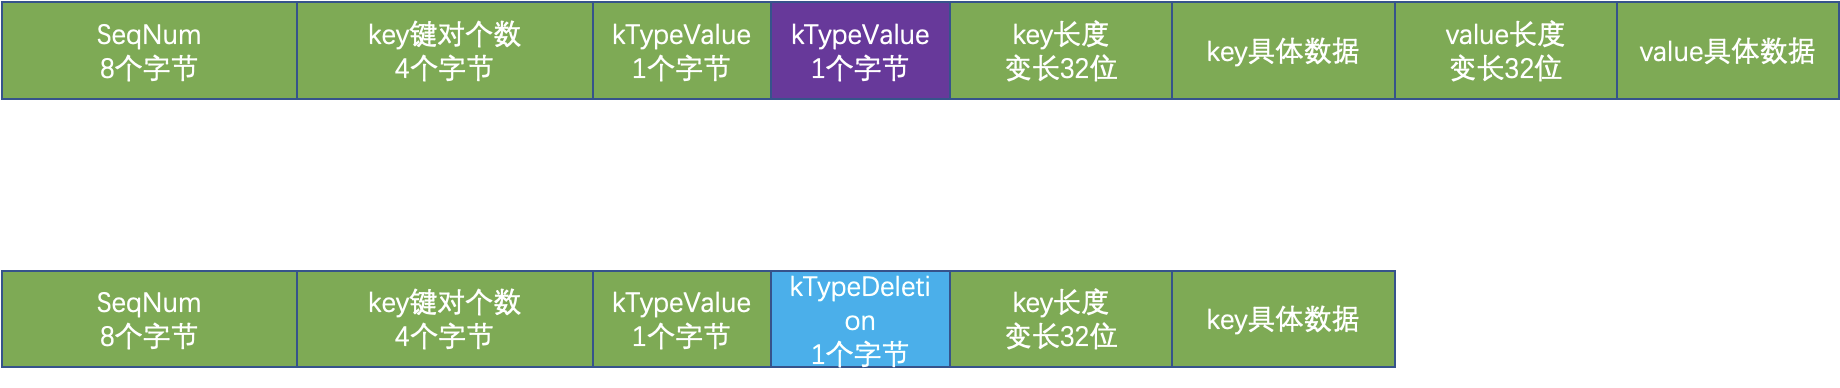 SeqNum
8个字节
key键对个数
4个字节
kTypeValue
1个字节
kTypeValue
1个字节
key长度
变长32位
key具体数据
value长度
变长32位
value具体数据
SeqNum
8个字节
key键对个数
4个字节
kTypeValue
1个字节
kTypeDeleti
on
1个字节
key长度
变长32位
key具体数据